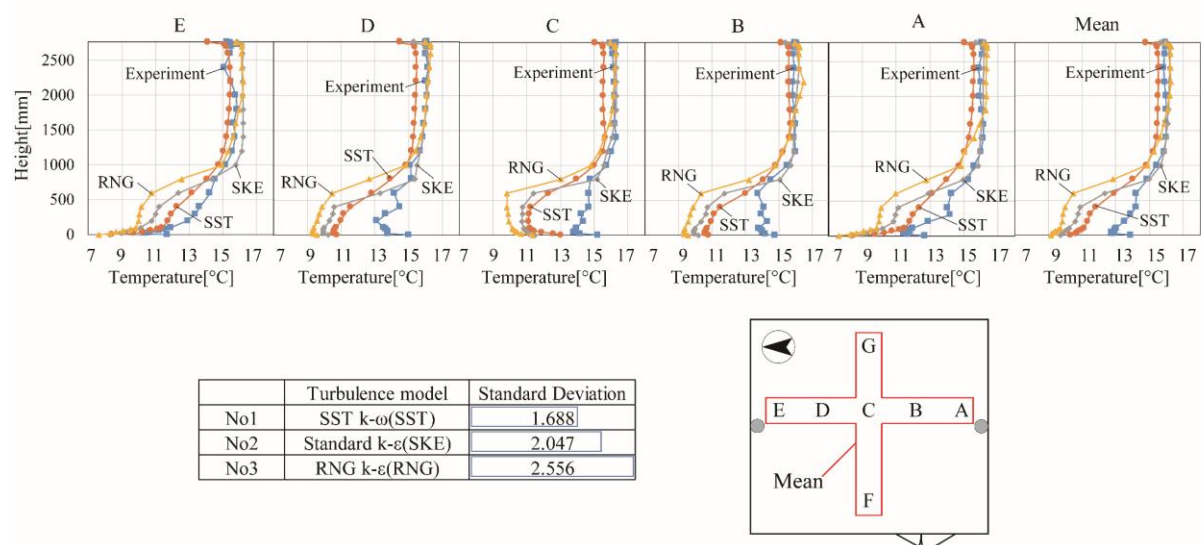 E D C B A Mean
Height[mm]
2500
2000
1500
1000
500
0
Experiment
RNG
SKE
SST
7 9 11 13 15 17
Temperature[°C]
Experiment
SST
RNG
SKE
7 9 11 13 15 17
Temperature[°C]
Experiment
RNG
SKE
SST
7 9 11 13 15 17
Temperature[°C]
Experiment
RNG
SKE
SST
7 9 11 13 15 17
Temperature[°C]
Experiment
RNG
SKE
SST
7 9 11 13 15 17
Temperature[°C]
Experiment
RNG
SKE
SST
7 9 11 13 15 17
Temperature[°C]
Turbulence model Standard Deviation
No1 SST k-ω(SST) 1.688
No2 Standard k-ε(SKE) 2.047
No3 RNG k-ε(RNG) 2.556
G
E D C B A
Mean
F